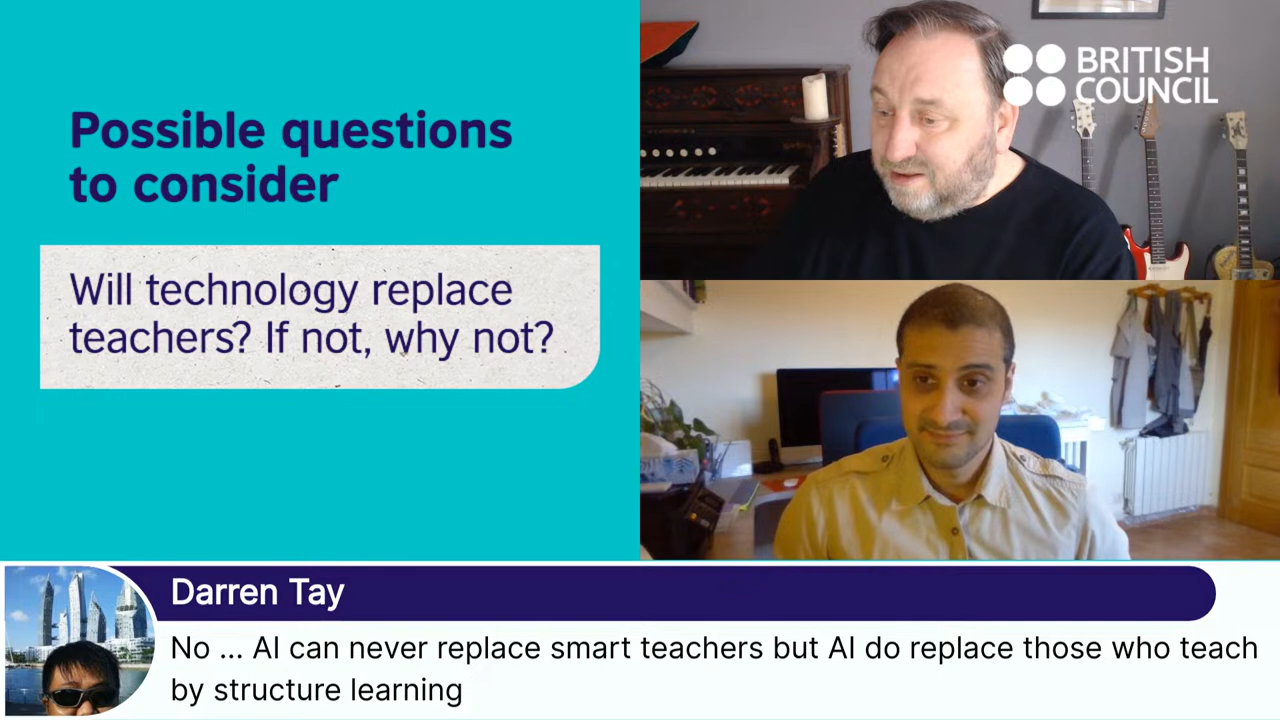 Possible questions
to consider
Will technology replace
teachers? If not, why not?
BRITISH
COUNCIL
Darren Tay
No ... AI can never replace smart teachers but AI do replace those who teach
by structure learning